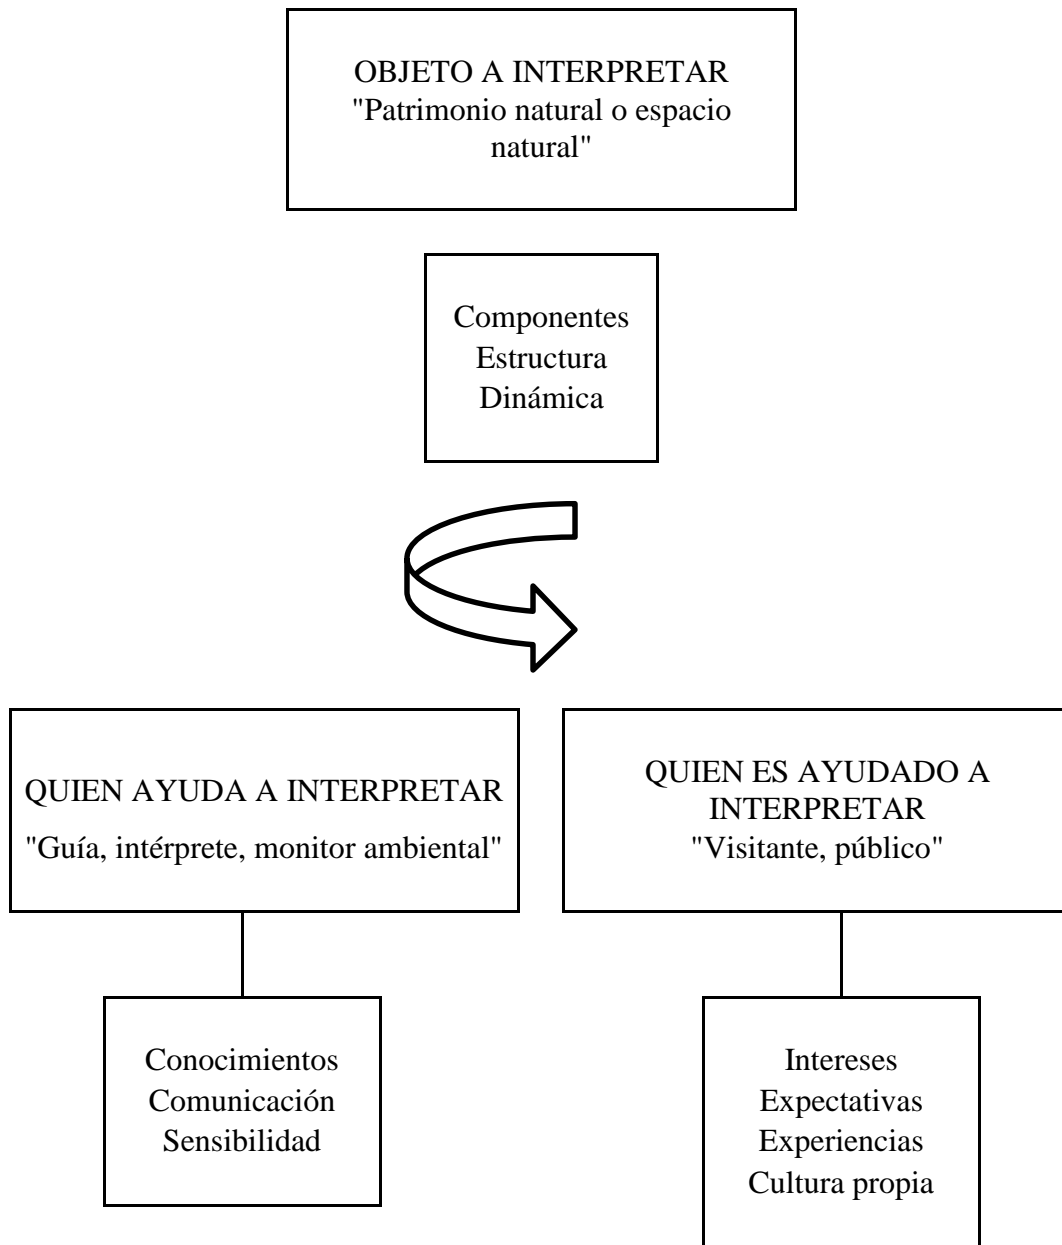 OBJETO A INTERPRETAR
"Patrimonio natural o espacio
natural"
Componentes
Estructura
Dinámica
QUIEN AYUDA A INTERPRETAR
"Guía, intérprete, monitor ambiental"
QUIEN ES AYUDADO A
INTERPRETAR
"Visitante, público"
Conocimientos
Comunicación
Sensibilidad
Intereses
Expectativas
Experiencias
Cultura propia